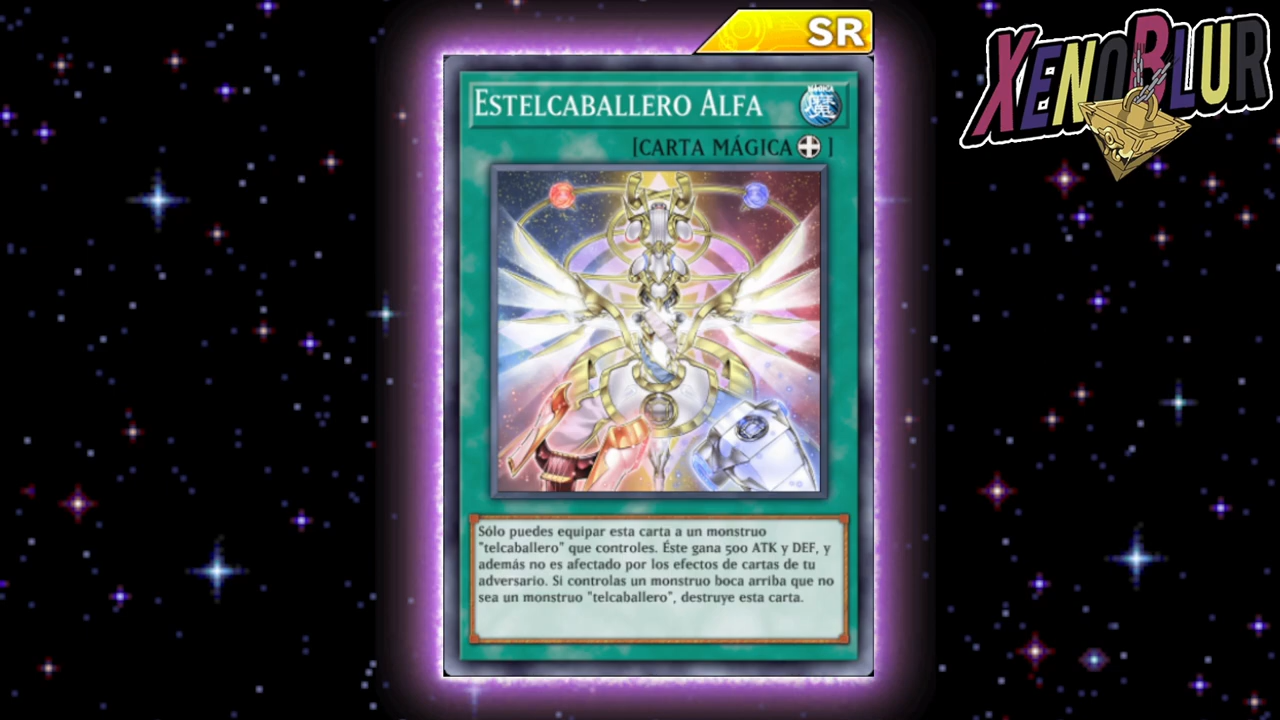 SR
XENOBLUR
ESTELCABALLERO ALFA
MÁGICA
魔
[CARTA MÁGICA ]
Sólo puedes equipar esta carta a un monstruo
"telcaballero" que controles. Éste gana 500 ATK y DEF, y
además no es afectado por los efectos de cartas de tu
adversario. Si controlas un monstruo boca arriba que no
sea un monstruo "telcaballero", destruye esta carta.